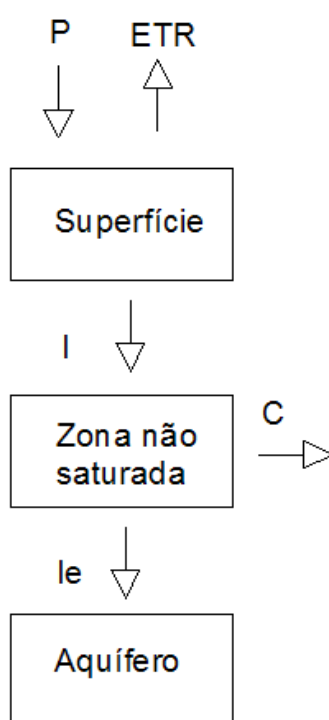 P ETR
Superfície
I
Zona não
saturada
C
Ie
Aquífero